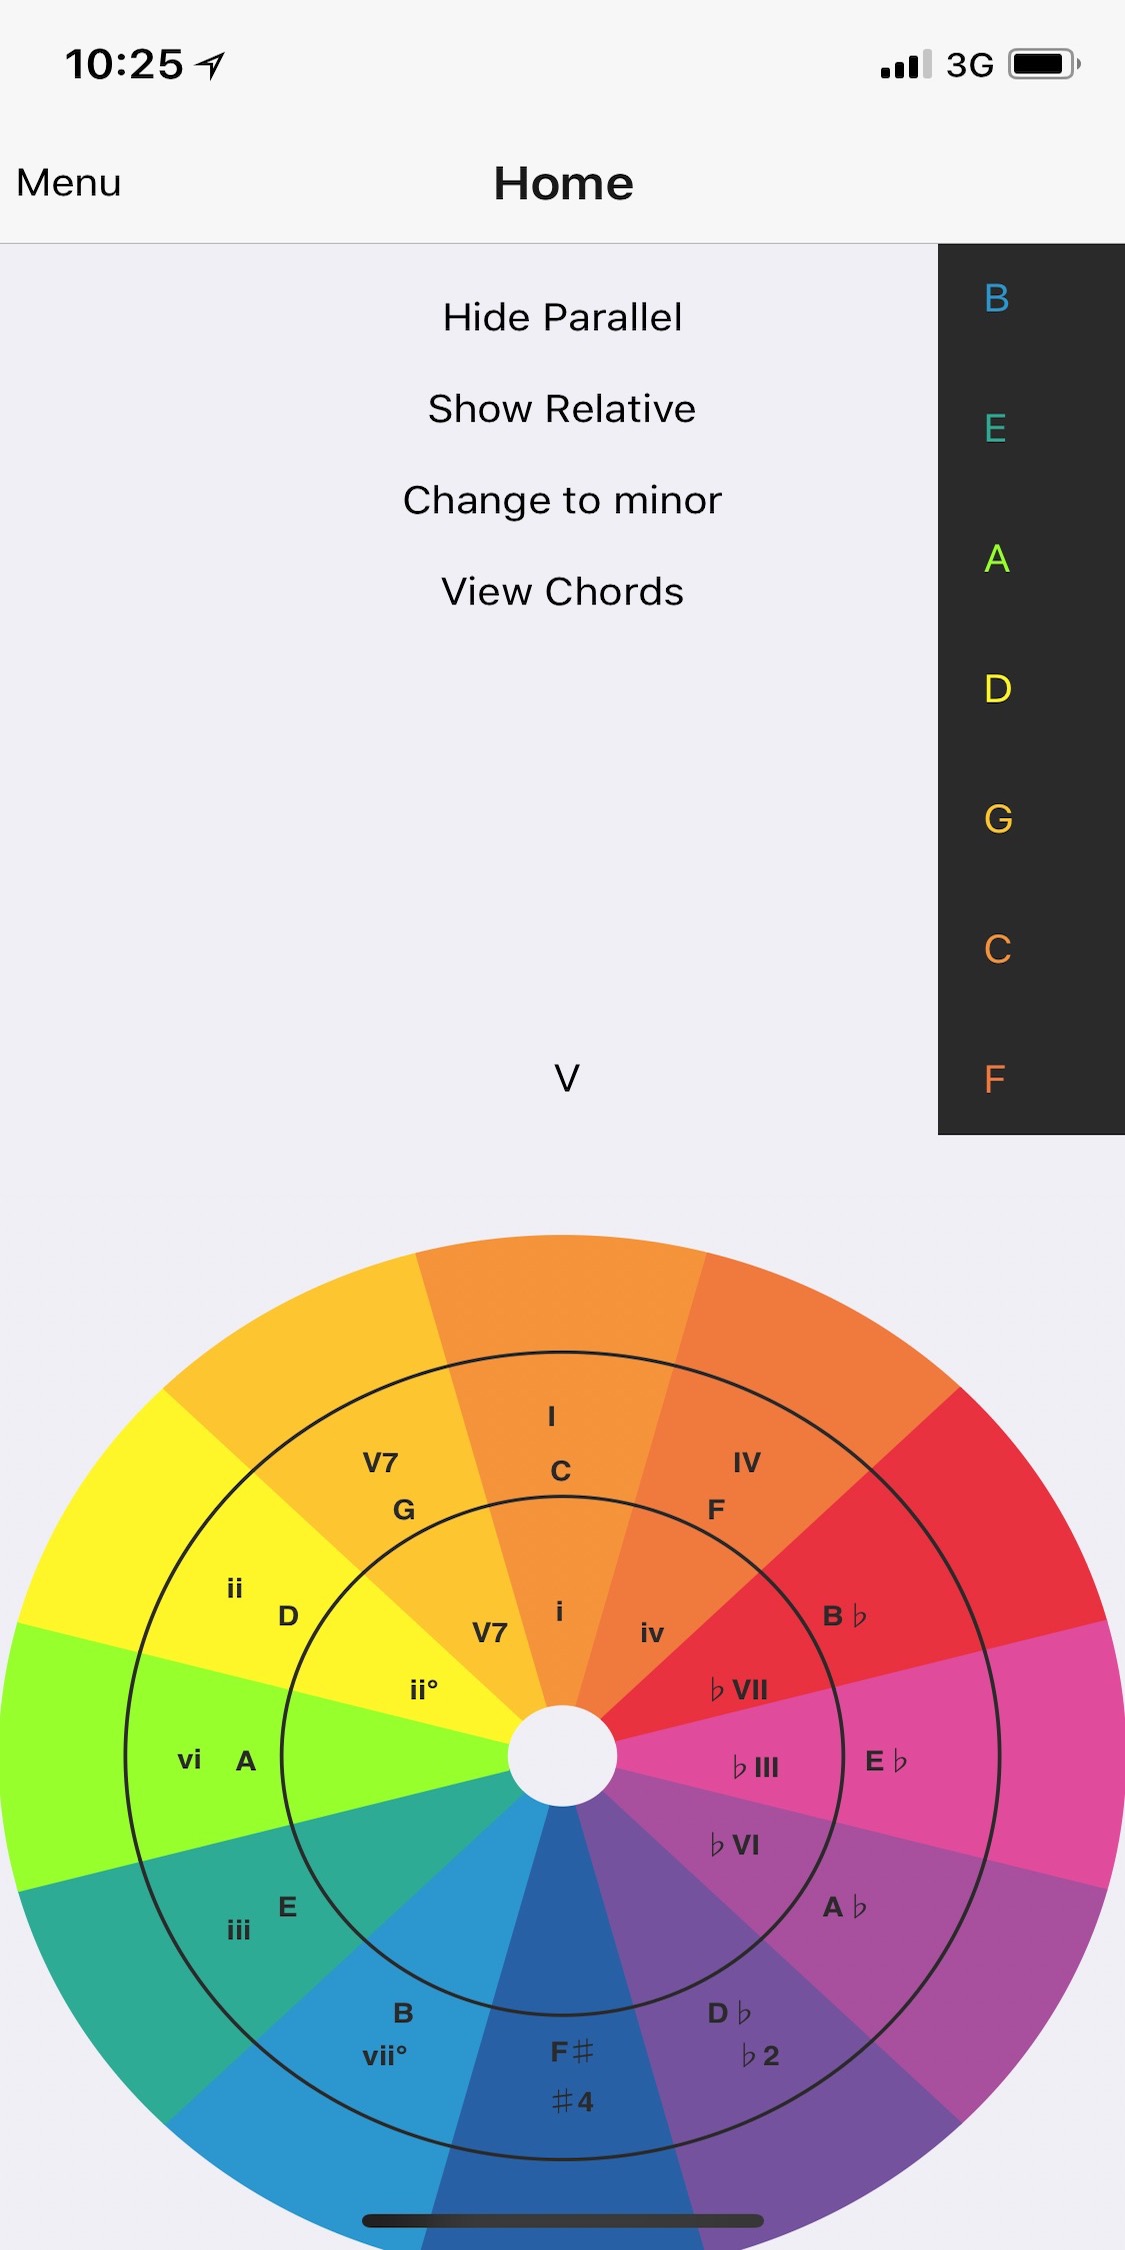 10:25 3G
Menu Home
Hide Parallel
Show Relative
Change to minor
View Chords
V
B
E
A
D
G
C
F
I
C
V7
G
IV
F
ii
D
B♭
vi A
E♭
iii
E
A♭
B
vii°
F♯
♯4
D♭
♭2
i
V7
iv
ii°
♭VII
♭III
♭VI